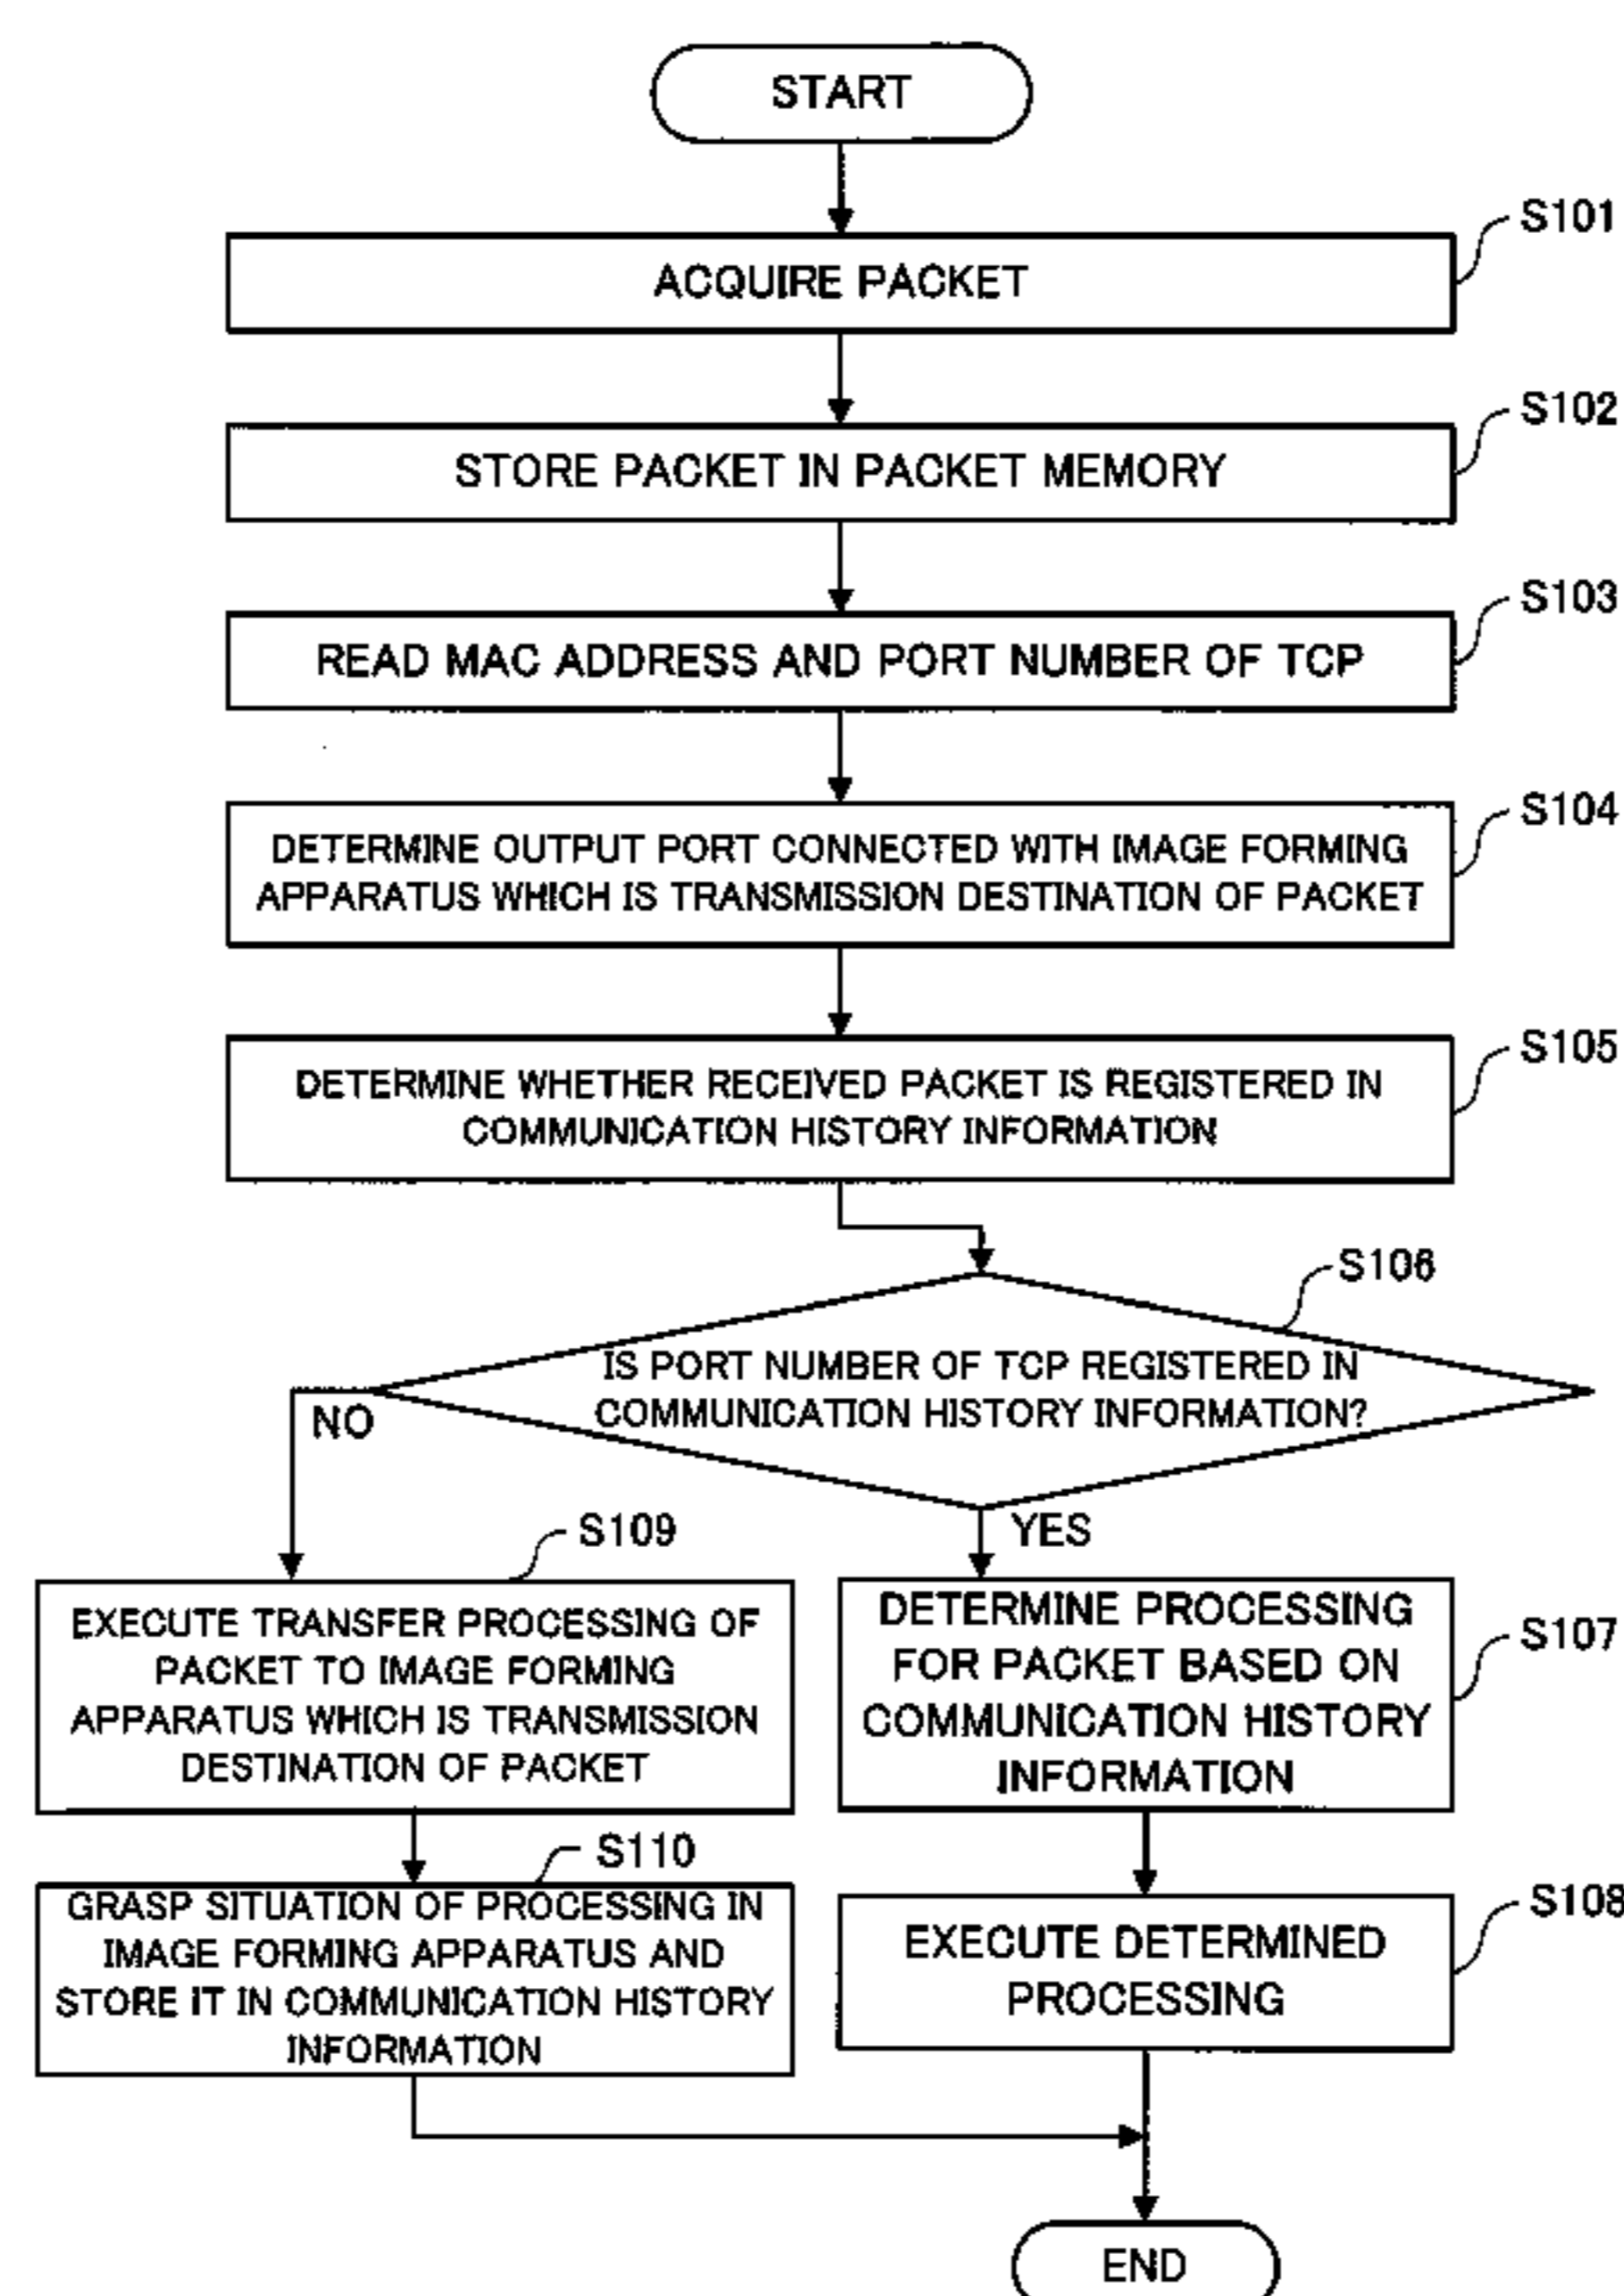 START
S101
ACQUIRE PACKET
S102
STORE PACKET IN PACKET MEMORY
S103
READ MAC ADDRESS AND PORT NUMBER OF TCP
S104
DETERMINE OUTPUT PORT CONNECTED WITH IMAGE FORMING
APPARATUS WHICH IS TRANSMISSION DESTINATION OF PACKET
S105
DETERMINE WHETHER RECEIVED PACKET IS REGISTERED IN
COMMUNICATION HISTORY INFORMATION
S106
IS PORT NUMBER OF TCP REGISTERED IN
COMMUNICATION HISTORY INFORMATION?
NO
YES
S109
EXECUTE TRANSFER PROCESSING OF
PACKET TO IMAGE FORMING
APPARATUS WHICH IS TRANSMISSION
DESTINATION OF PACKET
S107
DETERMINE PROCESSING
FOR PACKET BASED ON
COMMUNICATION HISTORY
INFORMATION
S110
GRASP SITUATION OF PROCESSING IN
IMAGE FORMING APPARATUS AND
STORE IT IN COMMUNICATION HISTORY
INFORMATION
S108
EXECUTE DETERMINED
PROCESSING
END